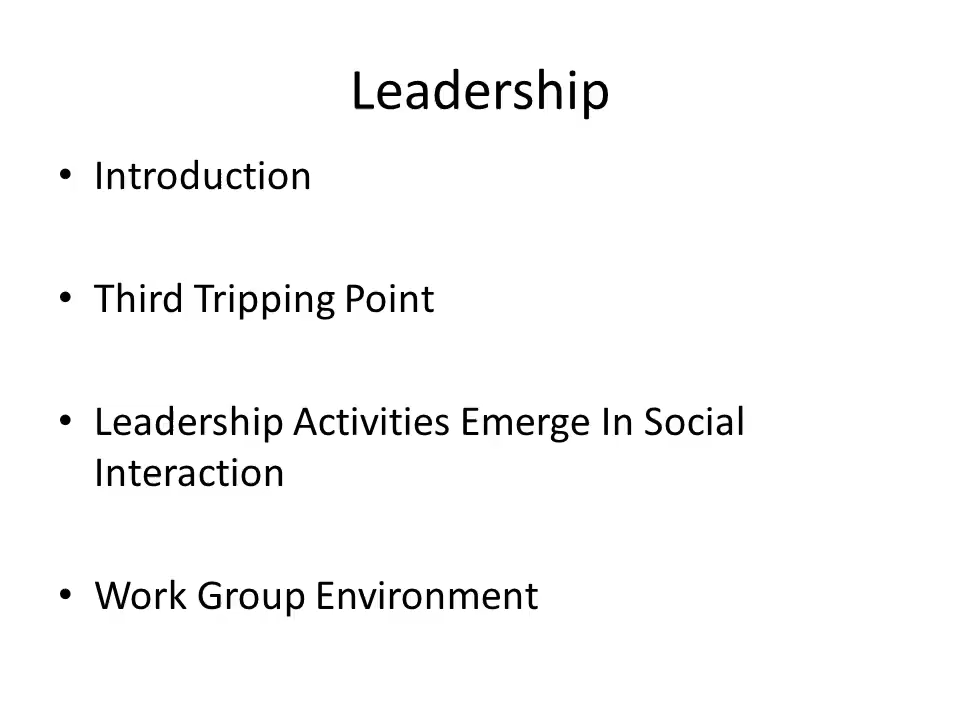 Leadership
• Introduction
• Third Tripping Point
• Leadership Activities Emerge In Social
Interaction
• Work Group Environment